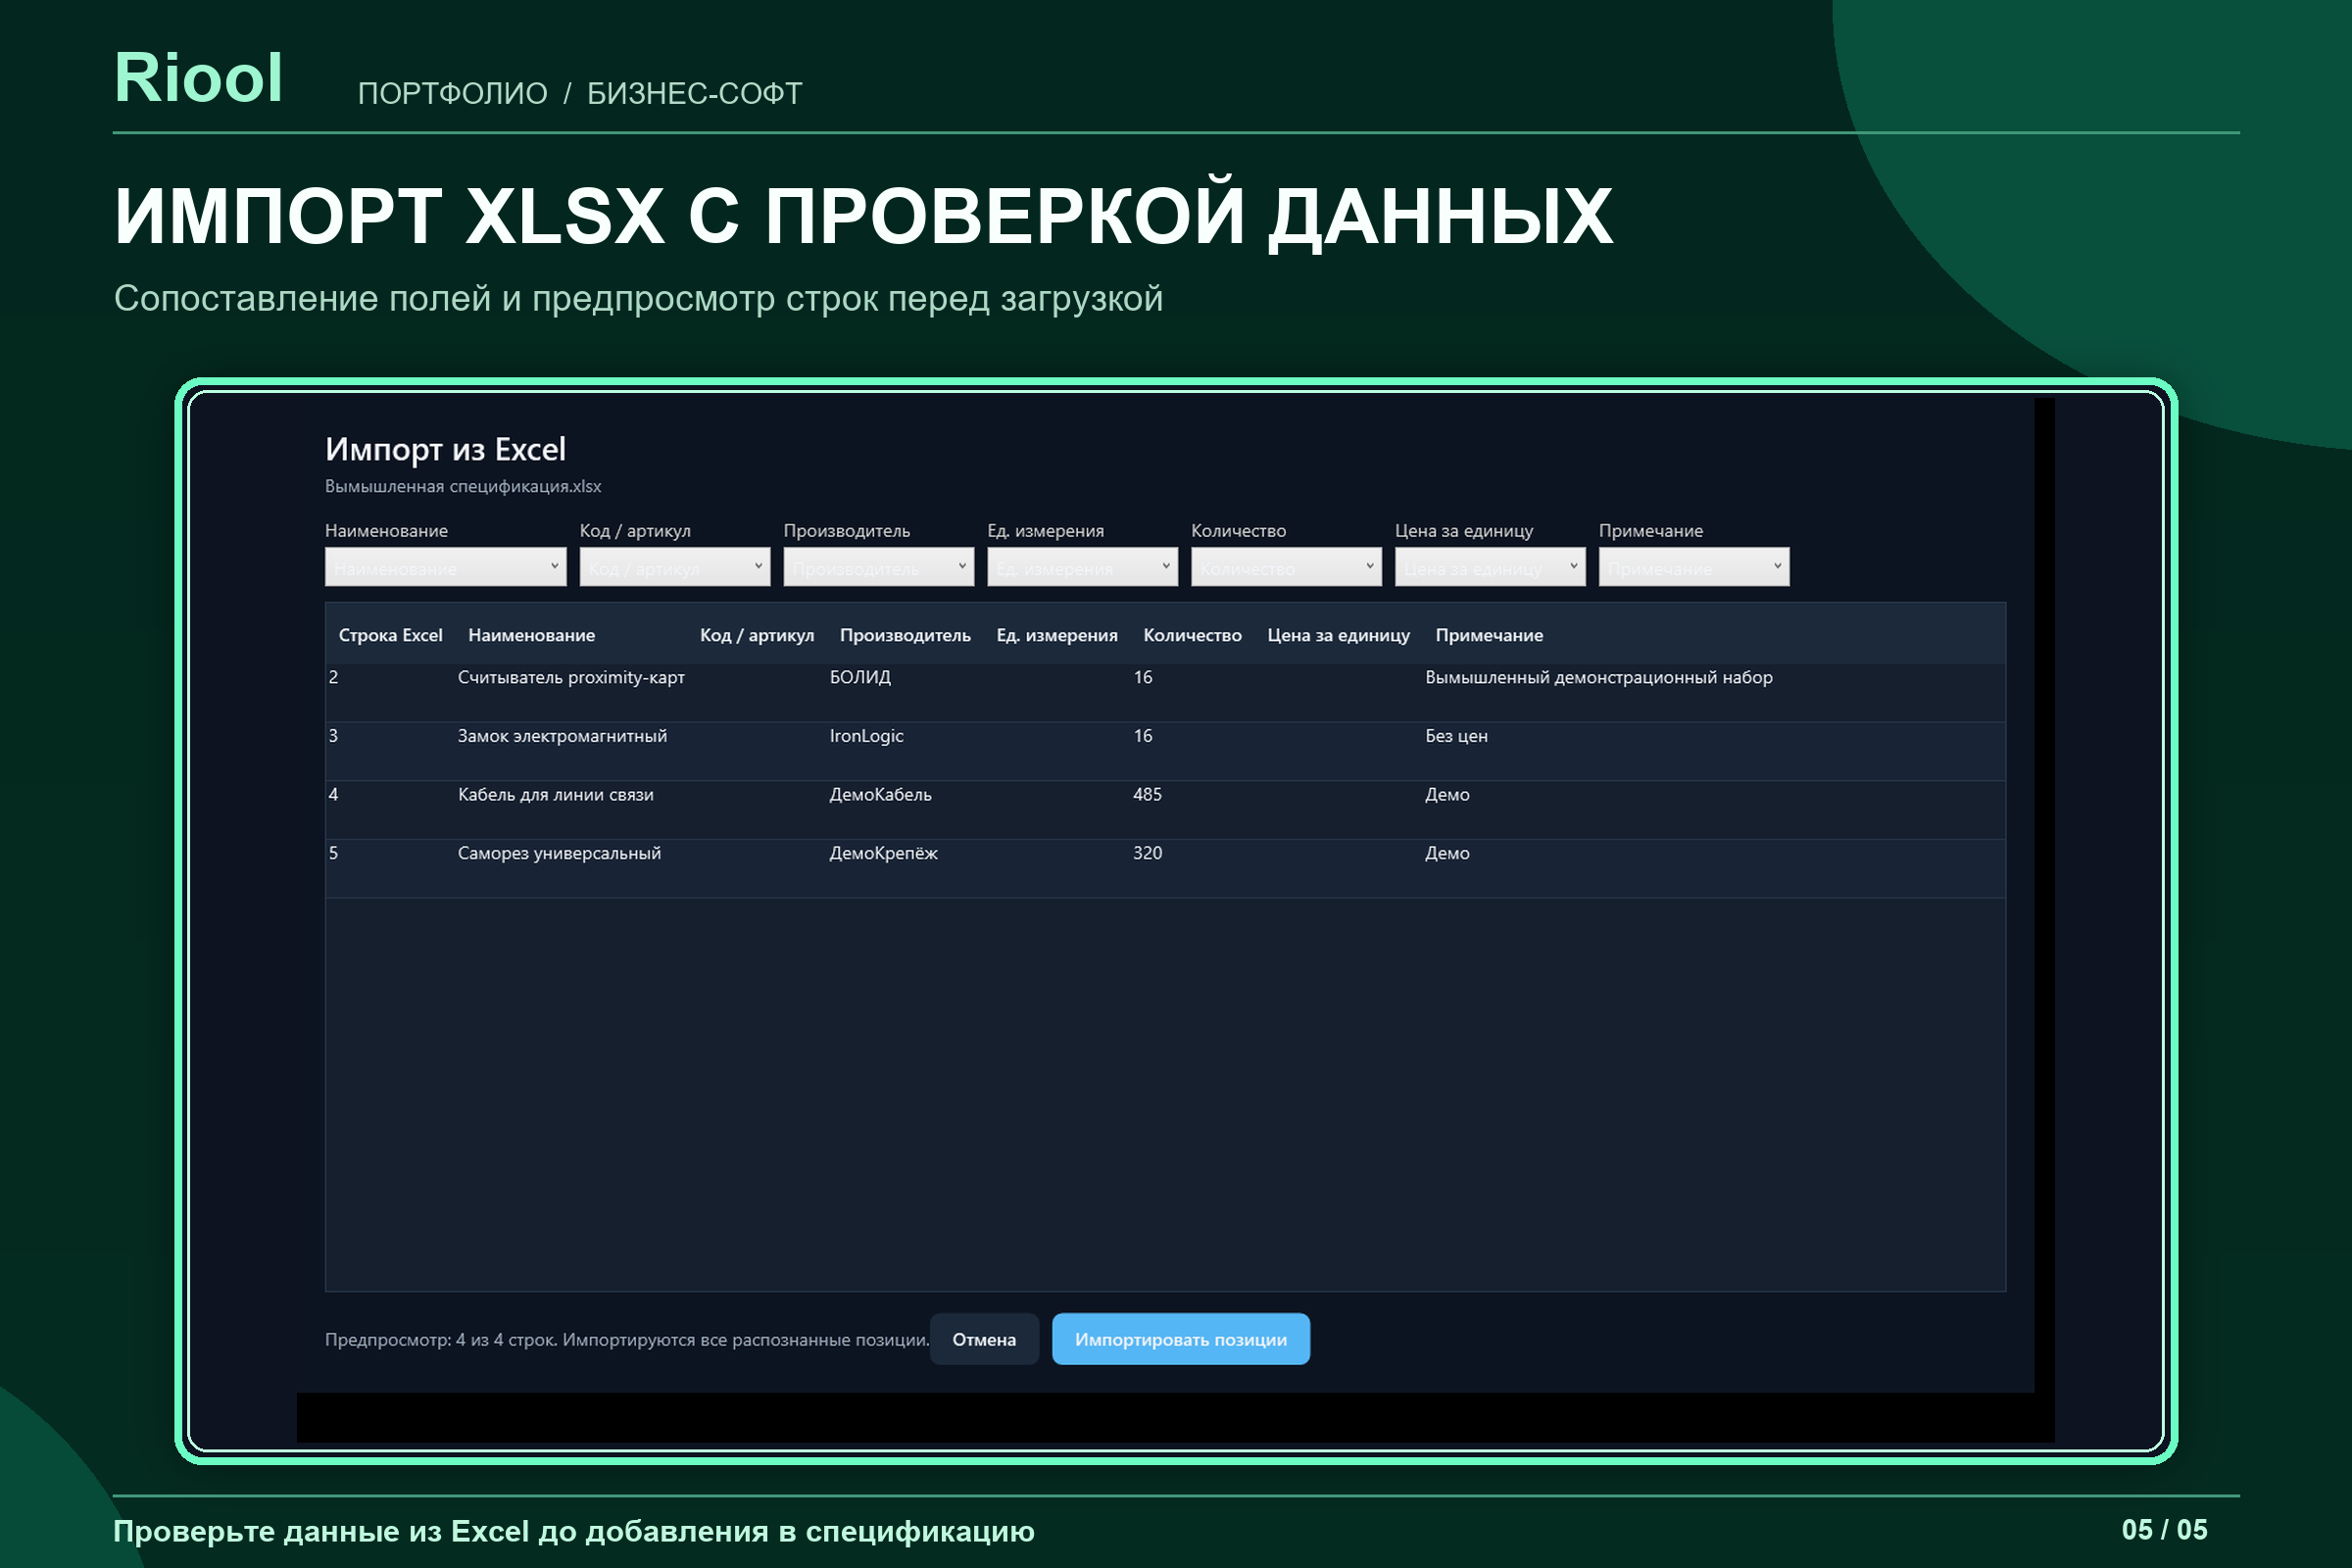 Riool ПОРТФОЛИО / БИЗНЕС-СОФТ
ИМПОРТ XLSX С ПРОВЕРКОЙ ДАННЫХ
Сопоставление полей и предпросмотр строк перед загрузкой
Импорт из Excel
Вымышленная спецификация.xlsx
Наименование Код / артикул Производитель Ед. измерения Количество Цена за единицу Примечание
Наименование Код / артикул Производитель Ед. измерения Количество Цена за единицу Примечание
Строка Excel Наименование Код / артикул Производитель Ед. измерения Количество Цена за единицу Примечание
2 Считыватель proximity-карт БОЛИД 16 Вымышленный демонстрационный набор
3 Замок электромагнитный IronLogic 16 Без цен
4 Кабель для линии связи ДемоКабель 485 Демо
5 Саморез универсальный ДемоКрепёж 320 Демо
Предпросмотр: 4 из 4 строк. Импортируются все распознанные позиции. Отмена Импортировать позиции
Проверьте данные из Excel до добавления в спецификацию 05 / 05